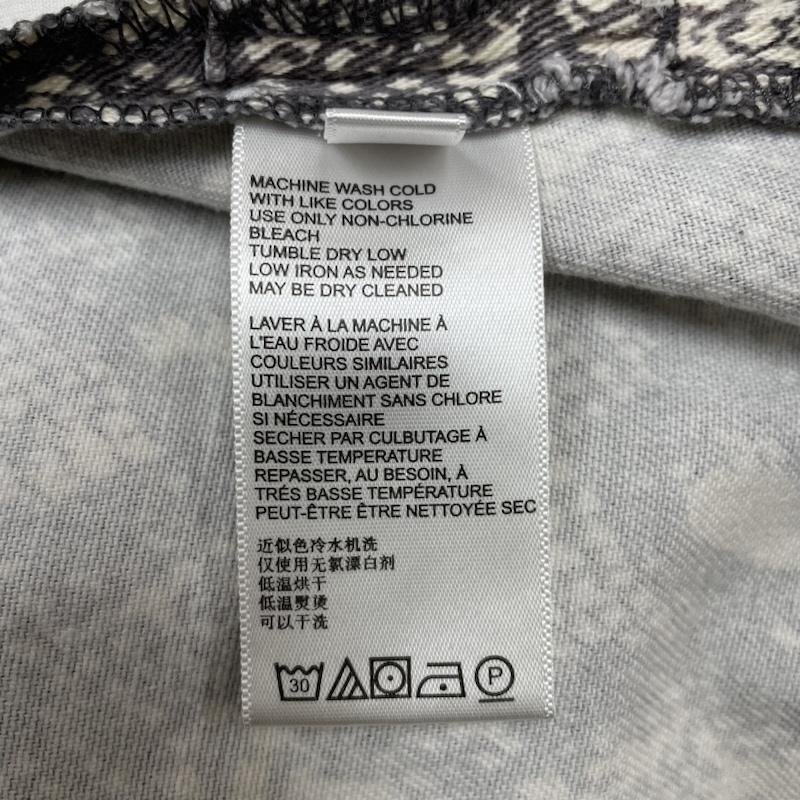 MACHINE WASH COLD
WITH LIKE COLORS
USE ONLY NON-CHLORINE
BLEACH
TUMBLE DRY LOW
LOW IRON AS NEEDED
MAY BE DRY CLEANED
LAVER À LA MACHINE À
L'EAU FROIDE AVEC
COULEURS SIMILAIRES
UTILISER UN AGENT DE
BLANCHIMENT SANS CHLORE
SI NÉCESSAIRE
SECHER PAR CULBUTAGE À
BASSE TEMPERATURE
REPASSER, AU BESOIN, À
TRÉS BASSE TEMPÉRATURE
PEUT-ÊTRE ÊTRE NETTOYÉE SEC
近似色冷水机洗
仅使用无氯漂白剂
低温烘干
低温熨烫
可以干洗
30 P